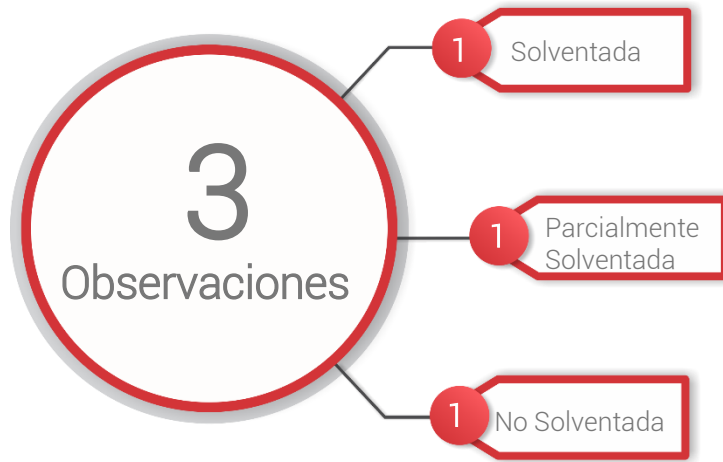 3
Observaciones
1
Solventada
1
Parcialmente
Solventada
1
No Solventada